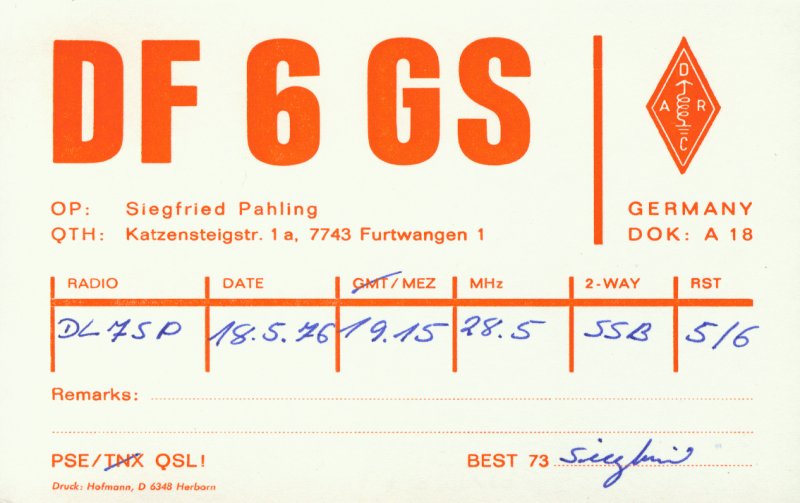 DF 6 GS
D A R C
OP: Siegfried Pahling
QTH: Katzensteigstr. 1 a, 7743 Furtwangen 1
GERMANY
DOK: A 18
RADIO DATE GMT/MEZ MHz 2-WAY RST
DL7SP 18.5.76 19.15 28.5 SSB 5/6
Remarks:
PSE/TNX QSL! BEST 73 Siegfried
Druck: Hofmann, D 6348 Herborn